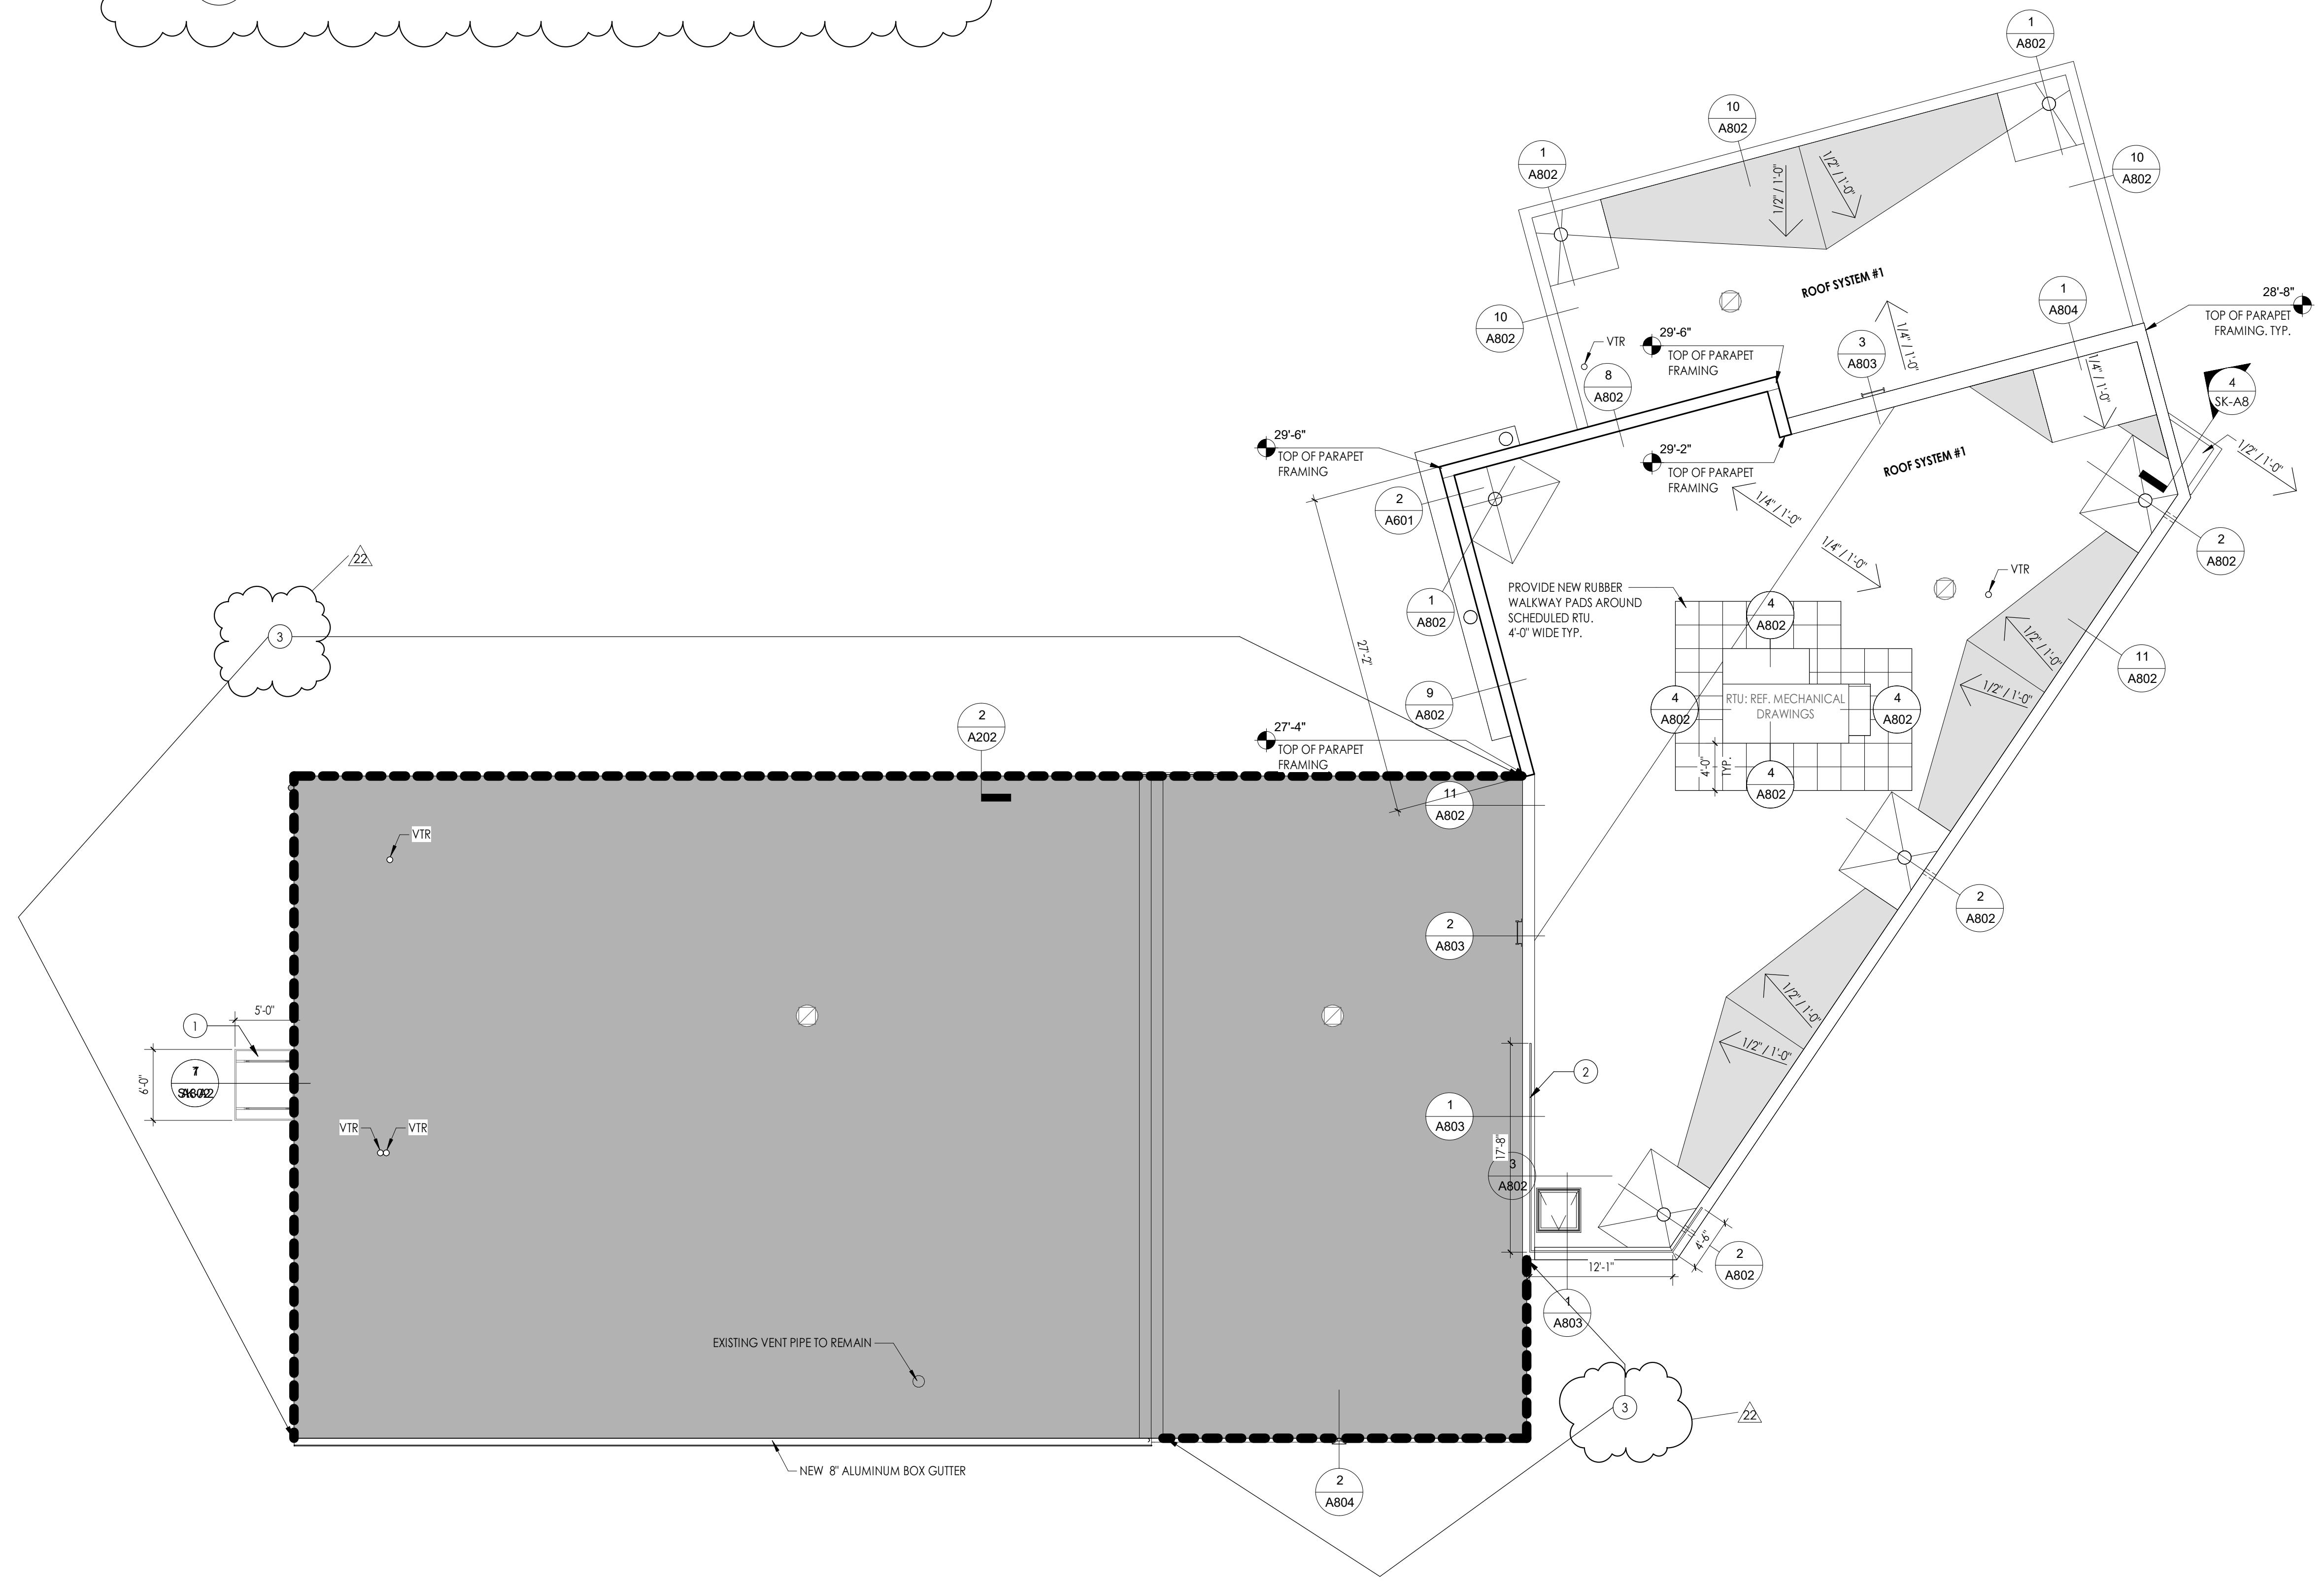 1
A802
10
A802
1
A802
10
A802
1/2" / 1'-0"
1/2" / 1'-0"
ROOF SYSTEM #1
1
A804
28'-8"
TOP OF PARAPET
FRAMING. TYP.
10
A802
VTR
29'-6"
TOP OF PARAPET
FRAMING
3
A803
1/4" / 1'-0"
1/4" / 1'-0"
8
A802
4
SK-A8
29'-6"
TOP OF PARAPET
FRAMING
29'-2"
TOP OF PARAPET
FRAMING
ROOF SYSTEM #1
1/2" / 1'-0"
2
A601
1/4" / 1'-0"
1/4" / 1'-0"
2
A802
22
VTR
PROVIDE NEW RUBBER
WALKWAY PADS AROUND
SCHEDULED RTU.
4'-0" WIDE TYP.
1
A802
4
A802
3
27'-2"
1/2" / 1'-0"
11
A802
1/2" / 1'-0"
9
A802
4
A802
RTU: REF. MECHANICAL
DRAWINGS
4
A802
2
A202
27'-4"
TOP OF PARAPET
FRAMING
4'-0"
TYP.
4
A802
11
A802
VTR
2
A802
2
A803
5'-0"
1
1/2" / 1'-0"
1/2" / 1'-0"
6'-0"
2
1
A803
VTR
VTR
17'-8"
3
A802
4'-6"
2
A802
12'-1"
1
A803
EXISTING VENT PIPE TO REMAIN
3
22
NEW 8" ALUMINUM BOX GUTTER
2
A804